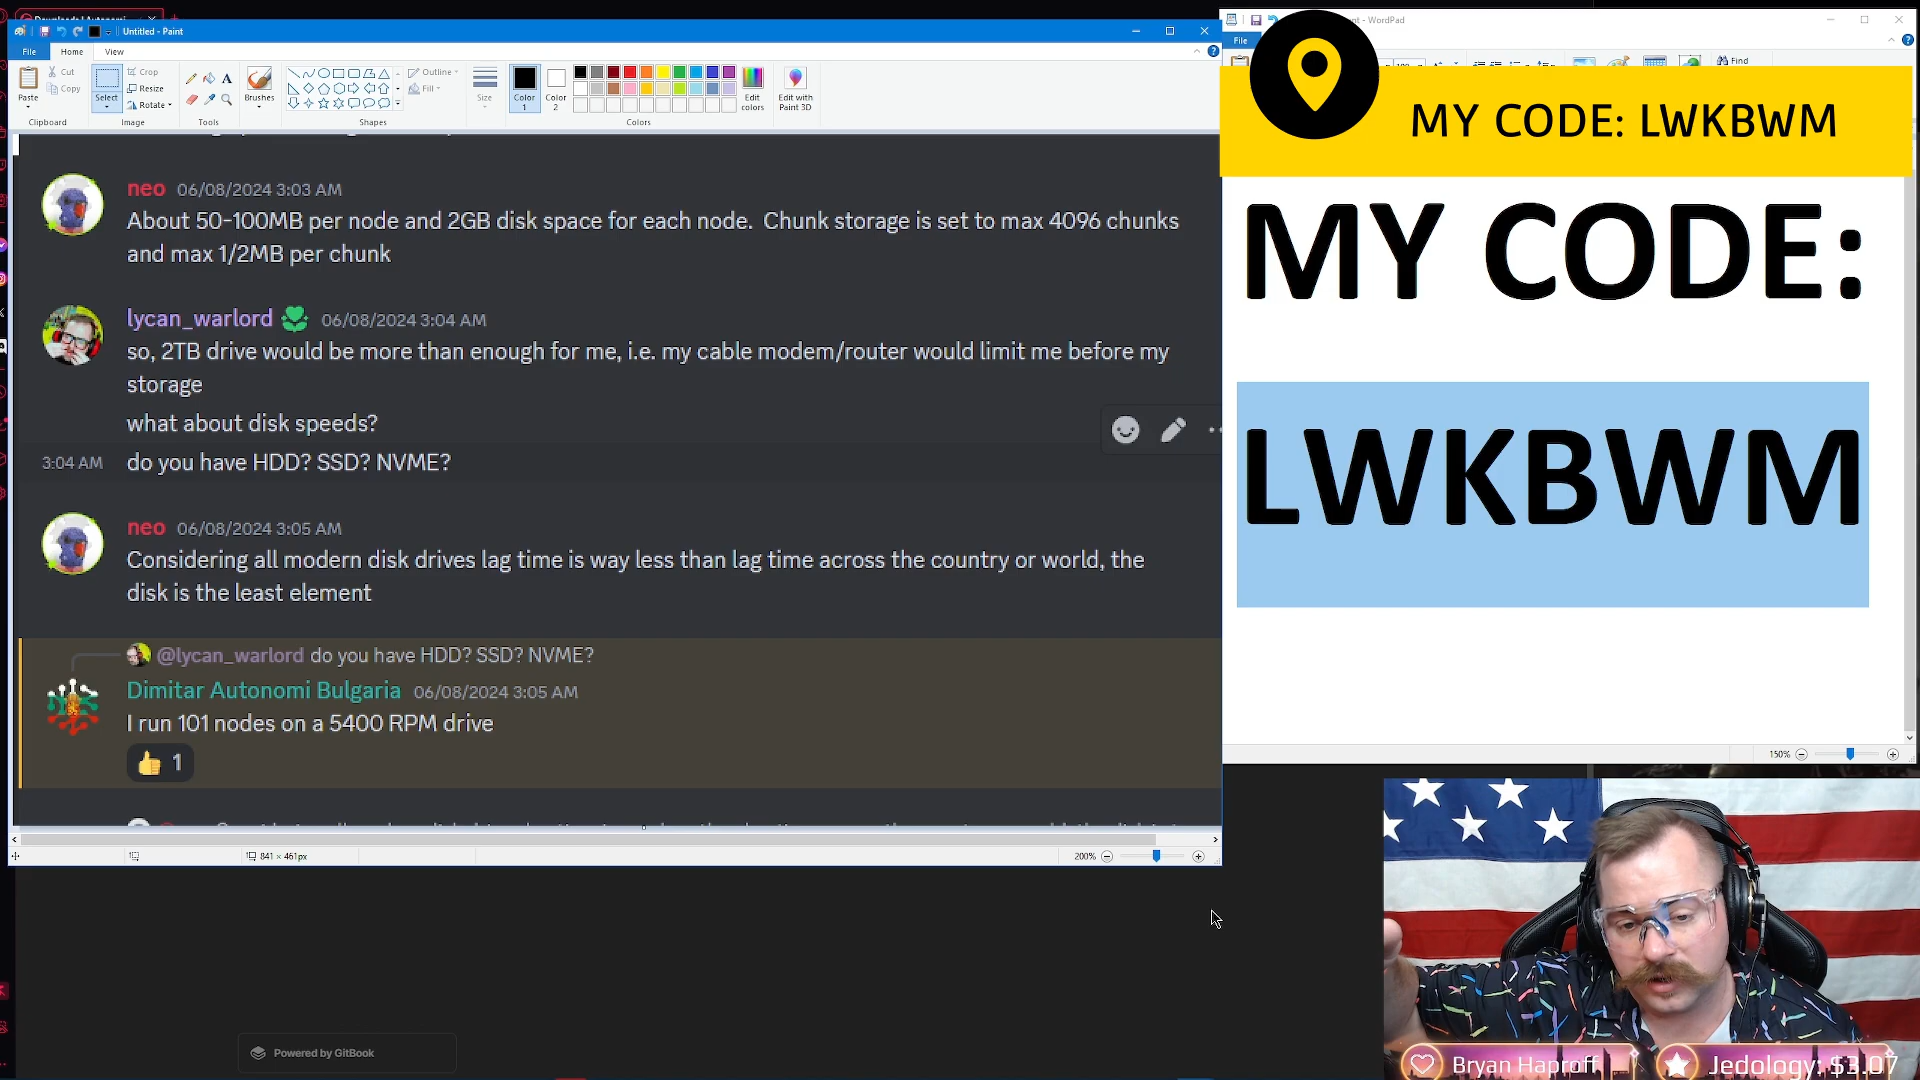 Untitled - Paint
File Home View
Paste Cut Copy Clipboard
Select Crop Resize Rotate Image
Tools
Brushes
Outline Fill Shapes
Size
Color 1 Color 2 Edit colors Edit with Paint 3D Colors
neo 06/08/2024 3:03 AM
About 50-100MB per node and 2GB disk space for each node. Chunk storage is set to max 4096 chunks
and max 1/2MB per chunk
lycan_warlord 06/08/2024 3:04 AM
so, 2TB drive would be more than enough for me, i.e. my cable modem/router would limit me before my
storage
what about disk speeds?
3:04 AM do you have HDD? SSD? NVME?
neo 06/08/2024 3:05 AM
Considering all modern disk drives lag time is way less than lag time across the country or world, the
disk is the least element
@lycan_warlord do you have HDD? SSD? NVME?
Dimitar Autonomi Bulgaria 06/08/2024 3:05 AM
I run 101 nodes on a 5400 RPM drive
👍 1
841 × 461px 200%
Powered by GitBook
- WordPad
File
Find
MY CODE: LWKBWM
MY CODE:
LWKBWM
150%
Bryan Haproff
Jedology: $3.07